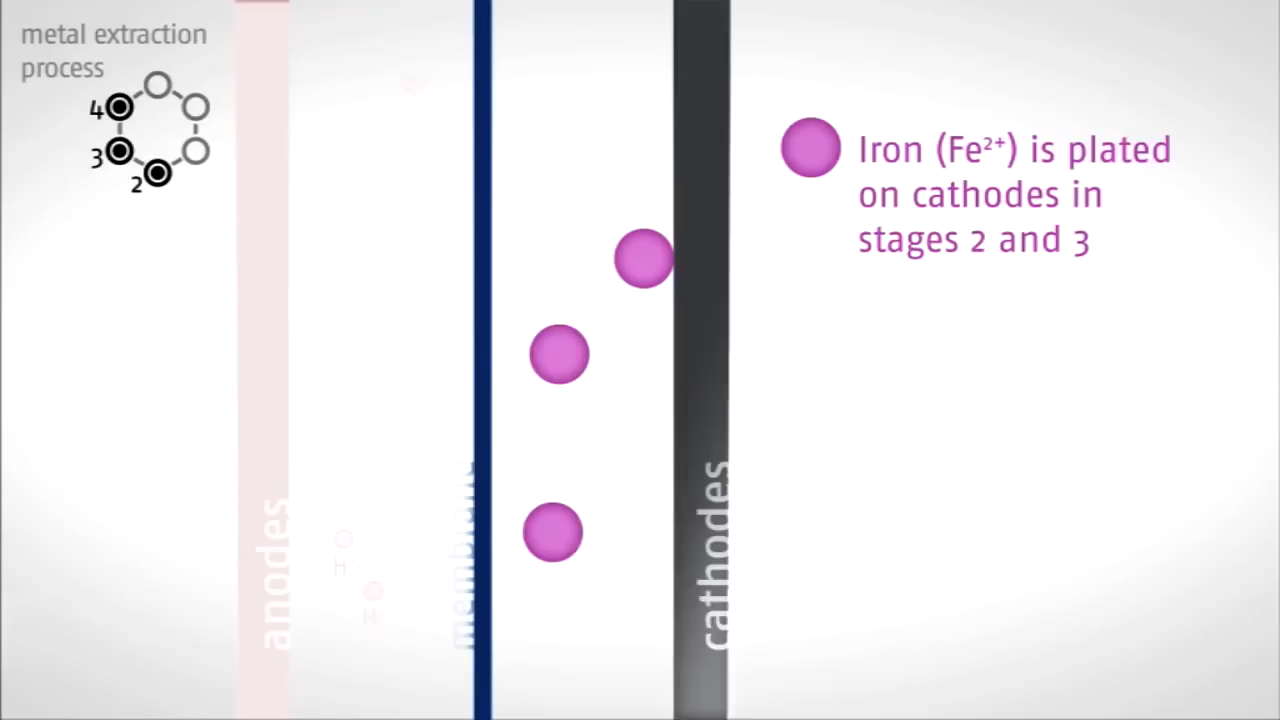 metal extraction
process
4
3
2
Iron (Fe²⁺) is plated
on cathodes in
stages 2 and 3
anodes
membrane
cathodes
H
H